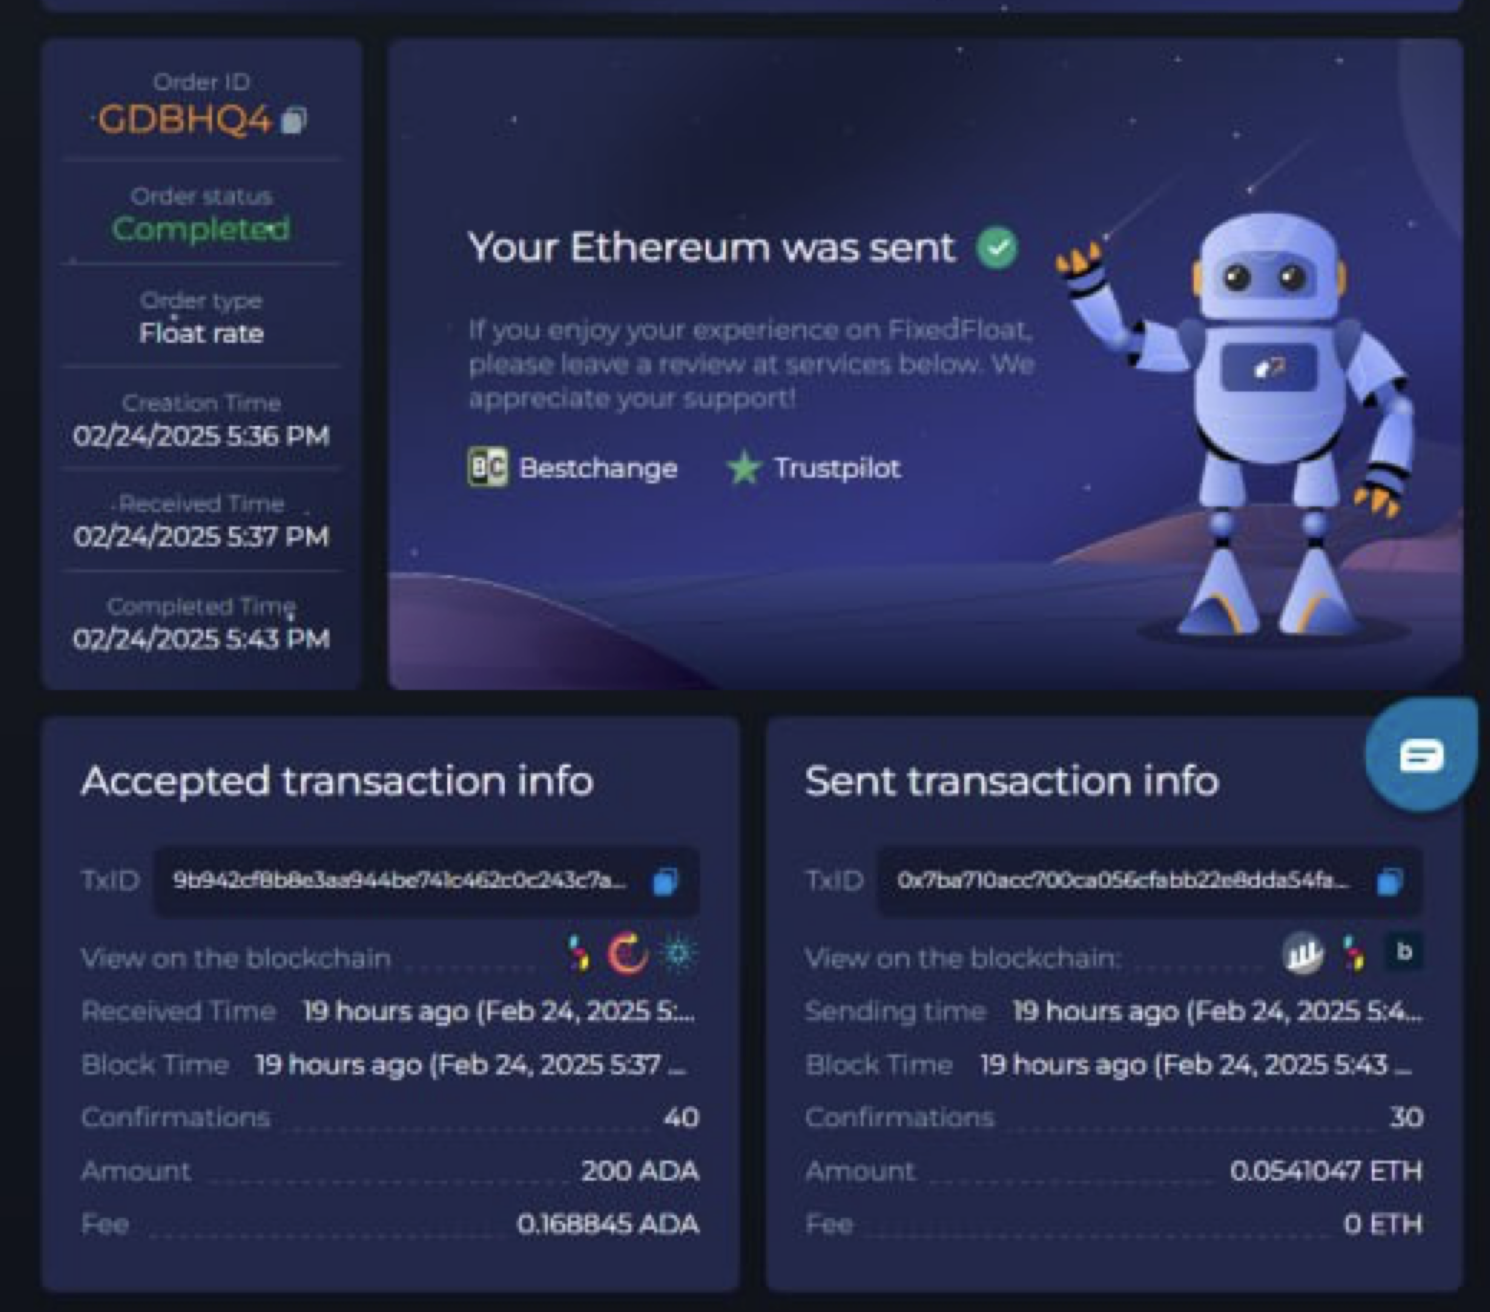 Order ID
GDBHQ4
Order status
Completed
Order type
Float rate
Creation Time
02/24/2025 5:36 PM
Received Time
02/24/2025 5:37 PM
Completed Time
02/24/2025 5:43 PM
Your Ethereum was sent
If you enjoy your experience on FixedFloat,
please leave a review at services below. We
appreciate your support!
BC Bestchange Trustpilot
Accepted transaction info
TxID 9b942cf8b8e3aa944be741c462c0c243c7a...
View on the blockchain
Received Time 19 hours ago (Feb 24, 2025 5:...
Block Time 19 hours ago (Feb 24, 2025 5:37 ...
Confirmations 40
Amount 200 ADA
Fee 0.168845 ADA
Sent transaction info
TxID 0x7ba710acc700ca056cfabb22e8dda54fa...
View on the blockchain: b
Sending time 19 hours ago (Feb 24, 2025 5:4...
Block Time 19 hours ago (Feb 24, 2025 5:43 ...
Confirmations 30
Amount 0.0541047 ETH
Fee 0 ETH